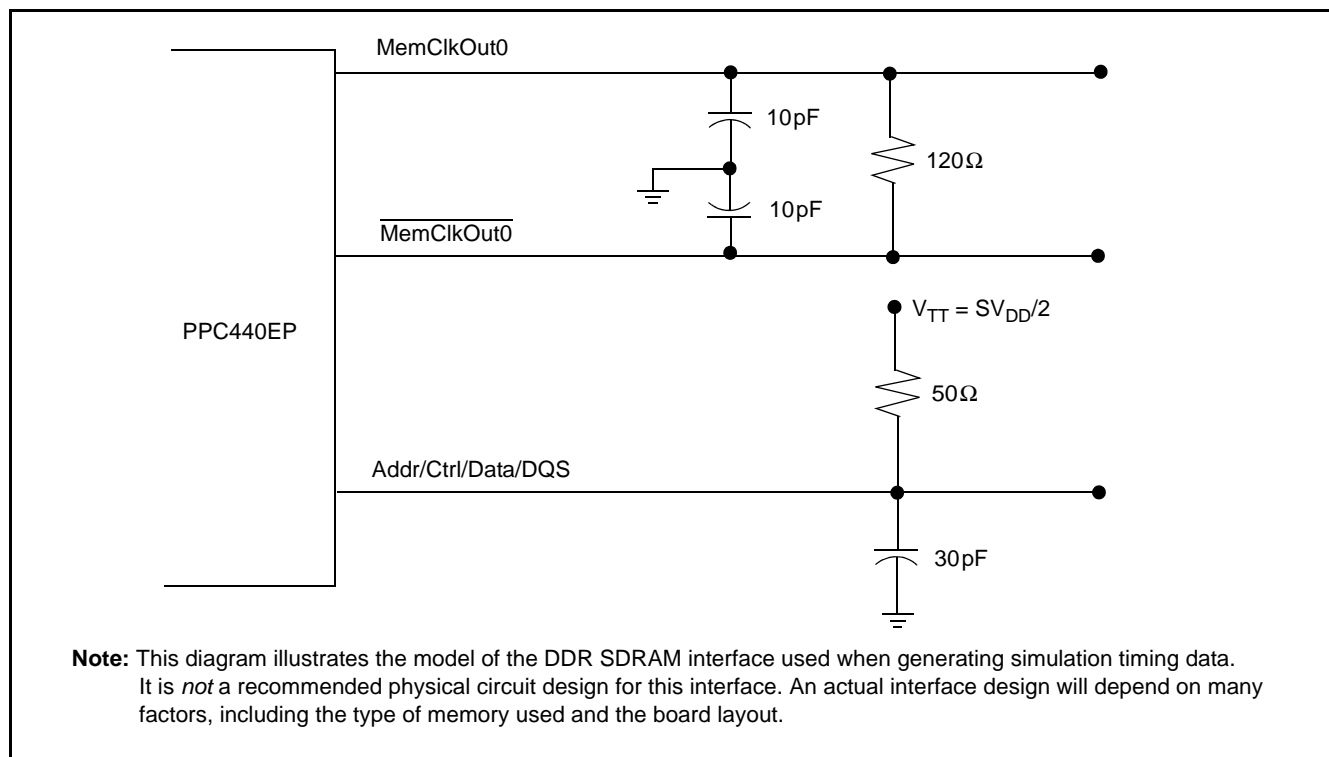 MemClkOut0
10pF
120Ω
10pF
MemClkOut0
V_TT = SV_DD/2
PPC440EP
50Ω
Addr/Ctrl/Data/DQS
30pF
Note: This diagram illustrates the model of the DDR SDRAM interface used when generating simulation timing data.
It is not a recommended physical circuit design for this interface. An actual interface design will depend on many
factors, including the type of memory used and the board layout.